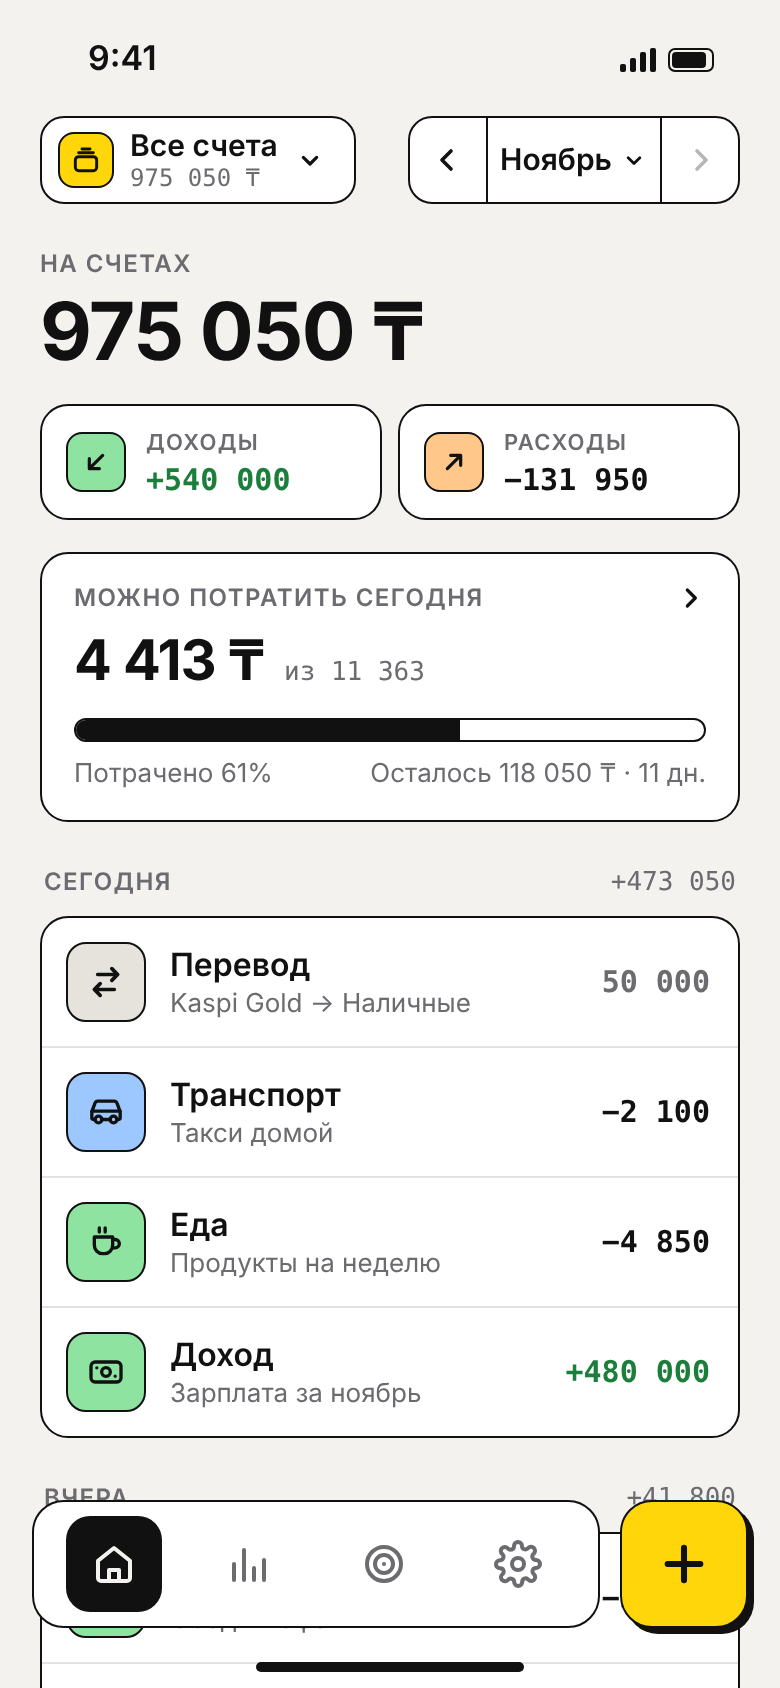 9:41
Все счета
975 050 ₸
Ноябрь
НА СЧЕТАХ
975 050 ₸
ДОХОДЫ
+540 000
РАСХОДЫ
−131 950
МОЖНО ПОТРАТИТЬ СЕГОДНЯ
4 413 ₸ из 11 363
Потрачено 61%
Осталось 118 050 ₸ · 11 дн.
СЕГОДНЯ
+473 050
Перевод
Kaspi Gold → Наличные
50 000
Транспорт
Такси домой
−2 100
Еда
Продукты на неделю
−4 850
Доход
Зарплата за ноябрь
+480 000
ВЧЕРА
+41 800